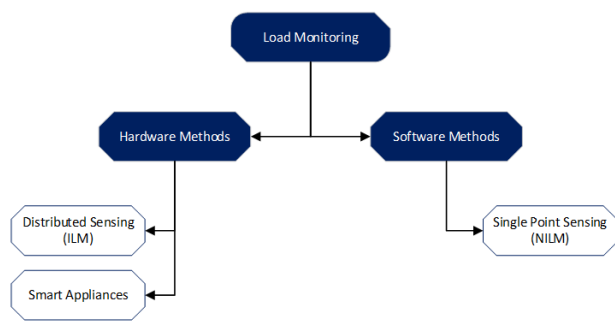 Load Monitoring
Hardware Methods
Software Methods
Distributed Sensing
(ILM)
Single Point Sensing
(NILM)
Smart Appliances